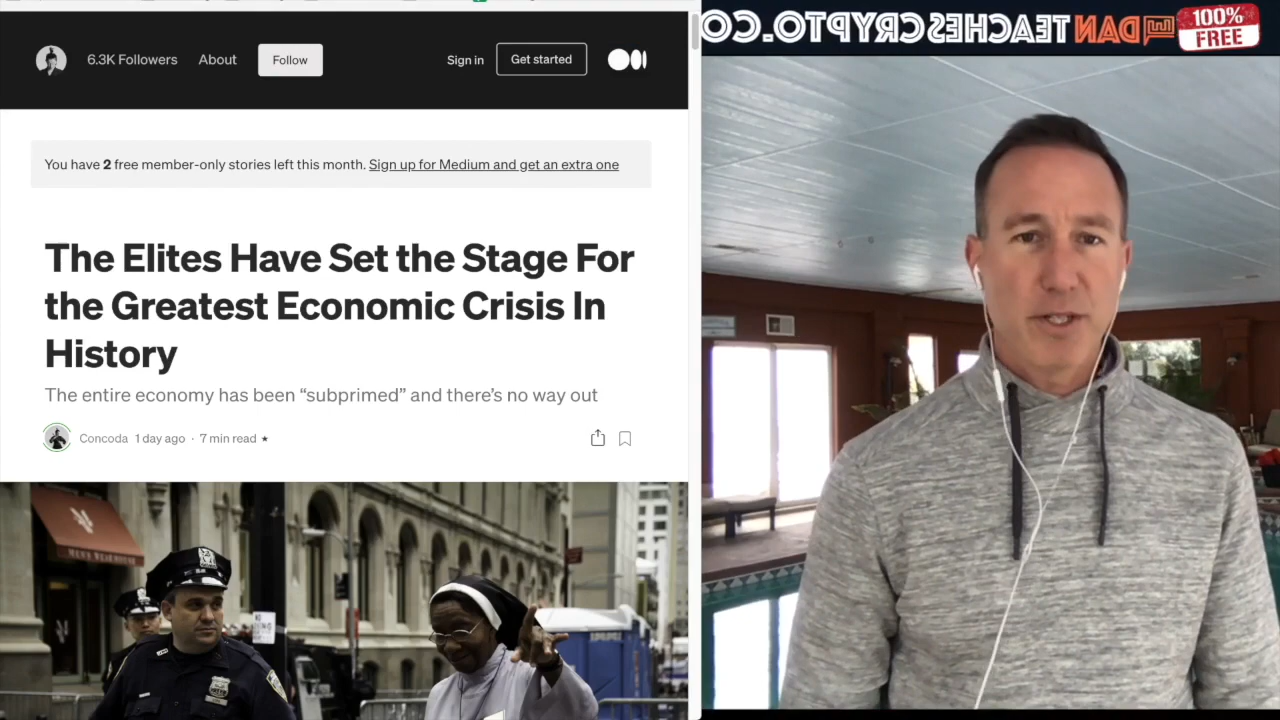 6.3K Followers About Follow Sign in Get started
You have 2 free member-only stories left this month. Sign up for Medium and get an extra one
The Elites Have Set the Stage For
the Greatest Economic Crisis In
History
The entire economy has been “subprimed” and there’s no way out
Concoda 1 day ago · 7 min read ★
MEN'S WEARHOUSE
DANTEACHESCRYPTO.CO
100%
FREE